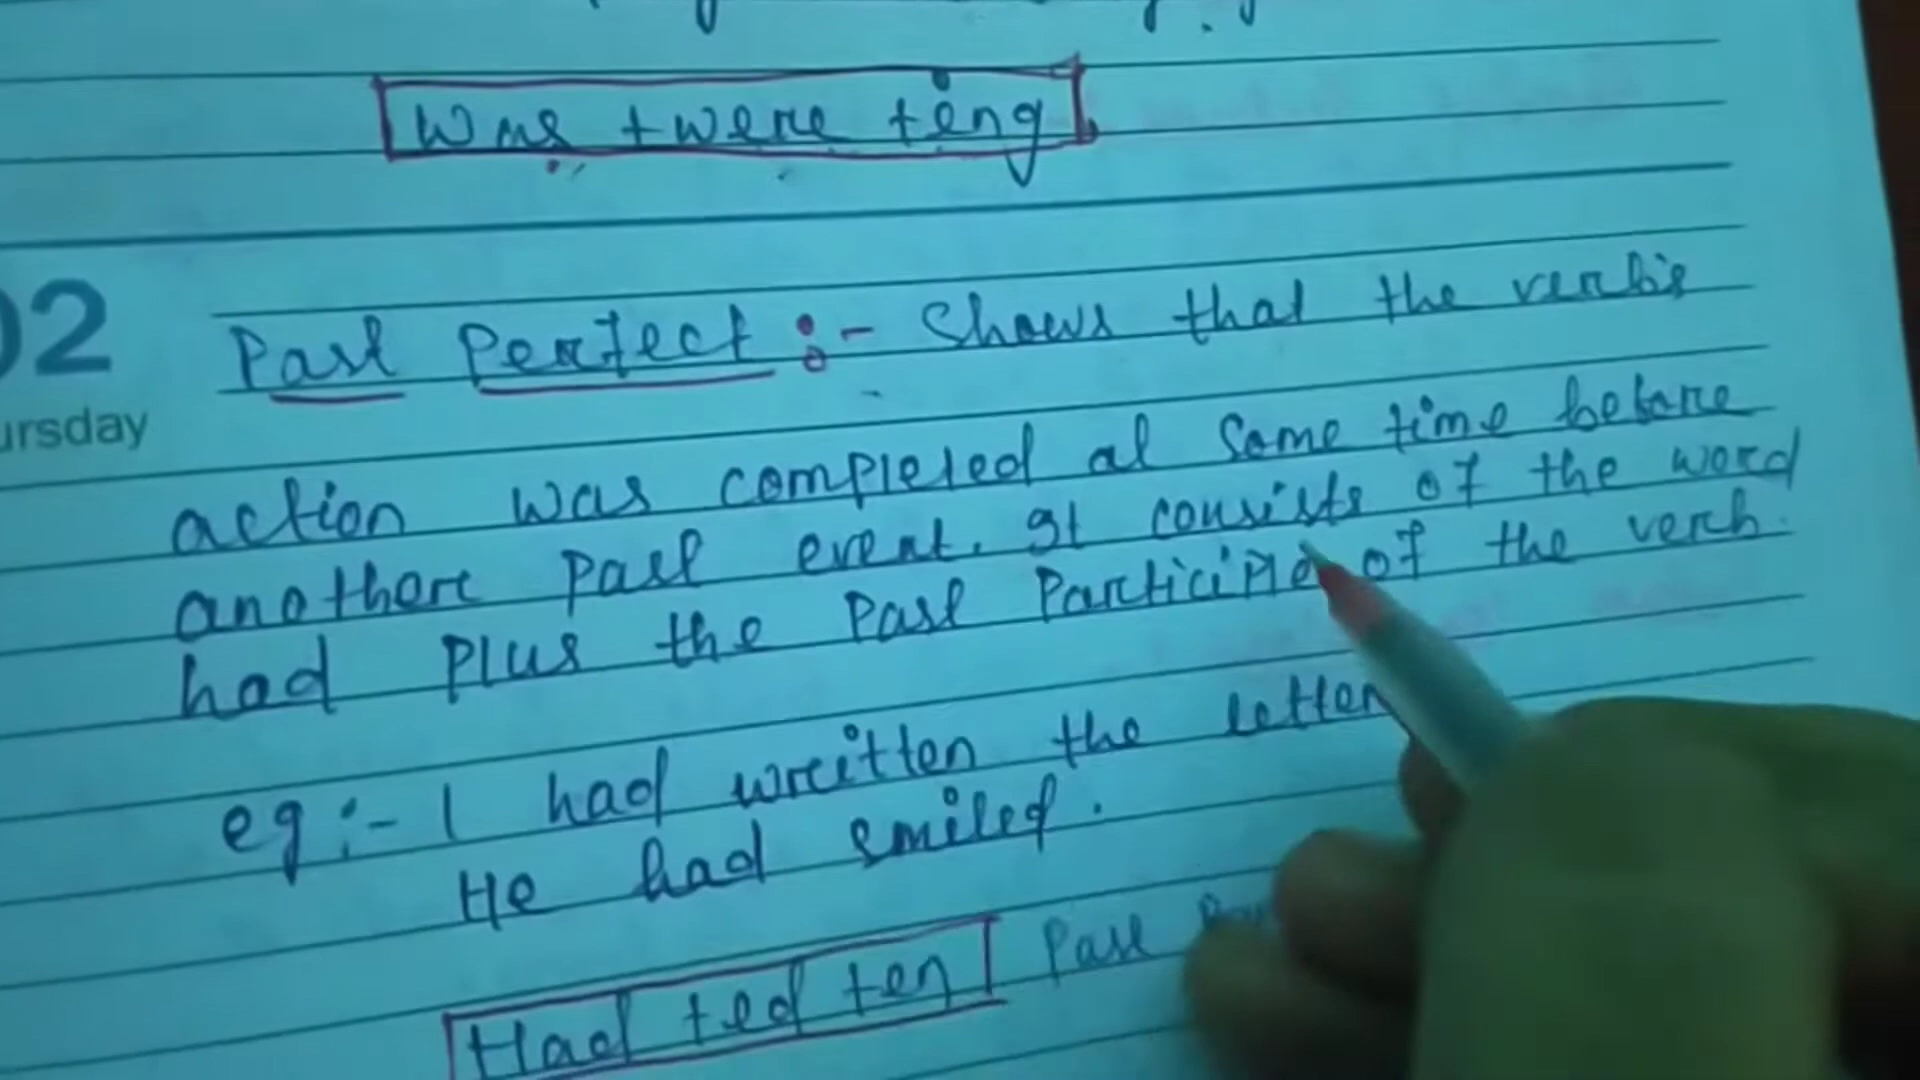 Was + were + ing
02
ursday
Past Perfect :- Shows that the verb's
action was completed at some time before
another past event. It consists of the word
had plus the past participle of the verb.
eg :- I had written the letter
He had smiled.
Had + ed + en Past